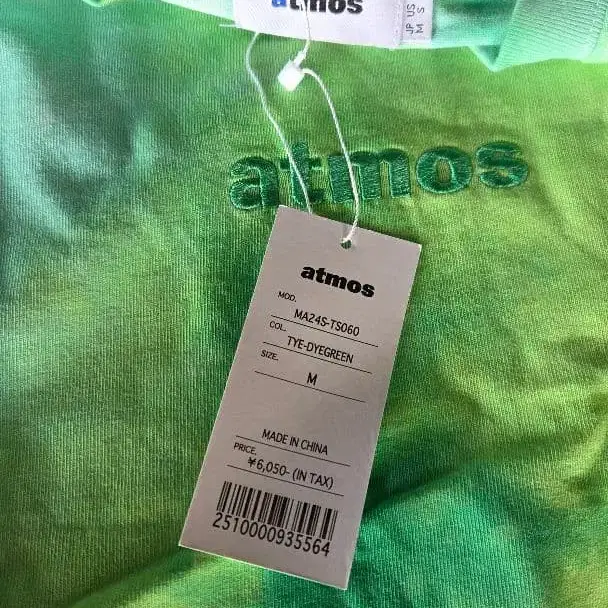 atmos
JP US
M S
atmos
atmos
MOD.
MA24S-TS060
COL.
TYE-DYEGREEN
SIZE.
M
MADE IN CHINA
PRICE.
¥6,050- (IN TAX)
2510000935564